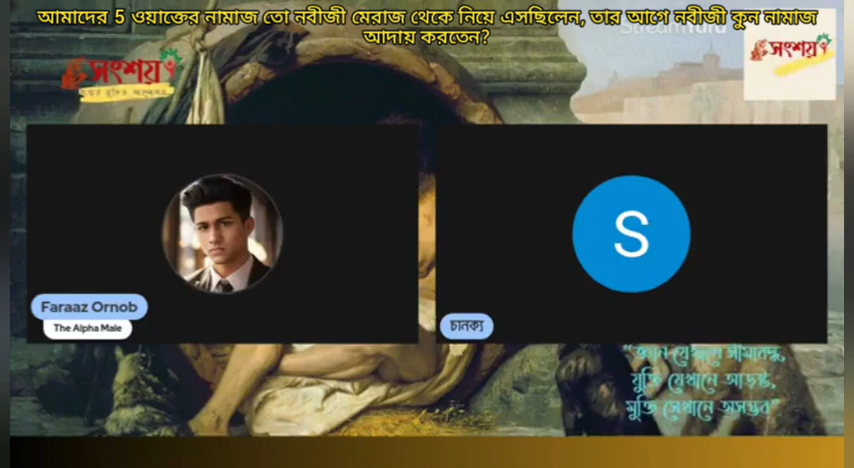 আমাদের 5 ওয়াক্তের নামাজ তো নবীজী মেরাজ থেকে নিয়ে এসছিলেন, তার আগে নবীজী কুন নামাজ
আদায় করতেন?
StreamYard
সংশয়
সংশয়
S
Faraaz Ornob
The Alpha Male
চানক্য
"জ্ঞান যেখানে সীমাবদ্ধ,
যুক্তি যেখানে আড়ষ্ট,
মুক্তি সেখানে অসম্ভব"